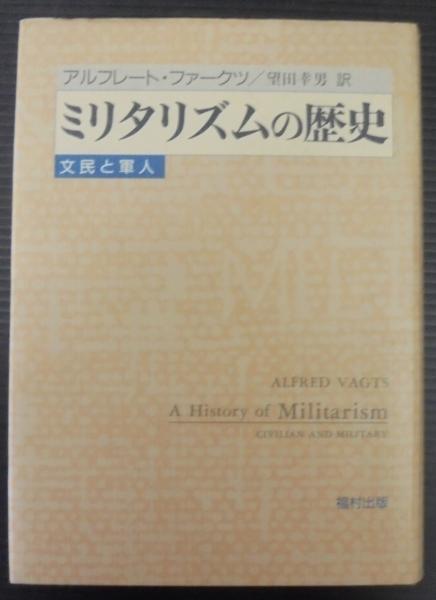 アルフレート・ファークツ/望田幸男 訳
ミリタリズムの歴史
文民と軍人
ALFRED VAGTS
A History of Militarism
CIVILIAN AND MILITARY
福村出版